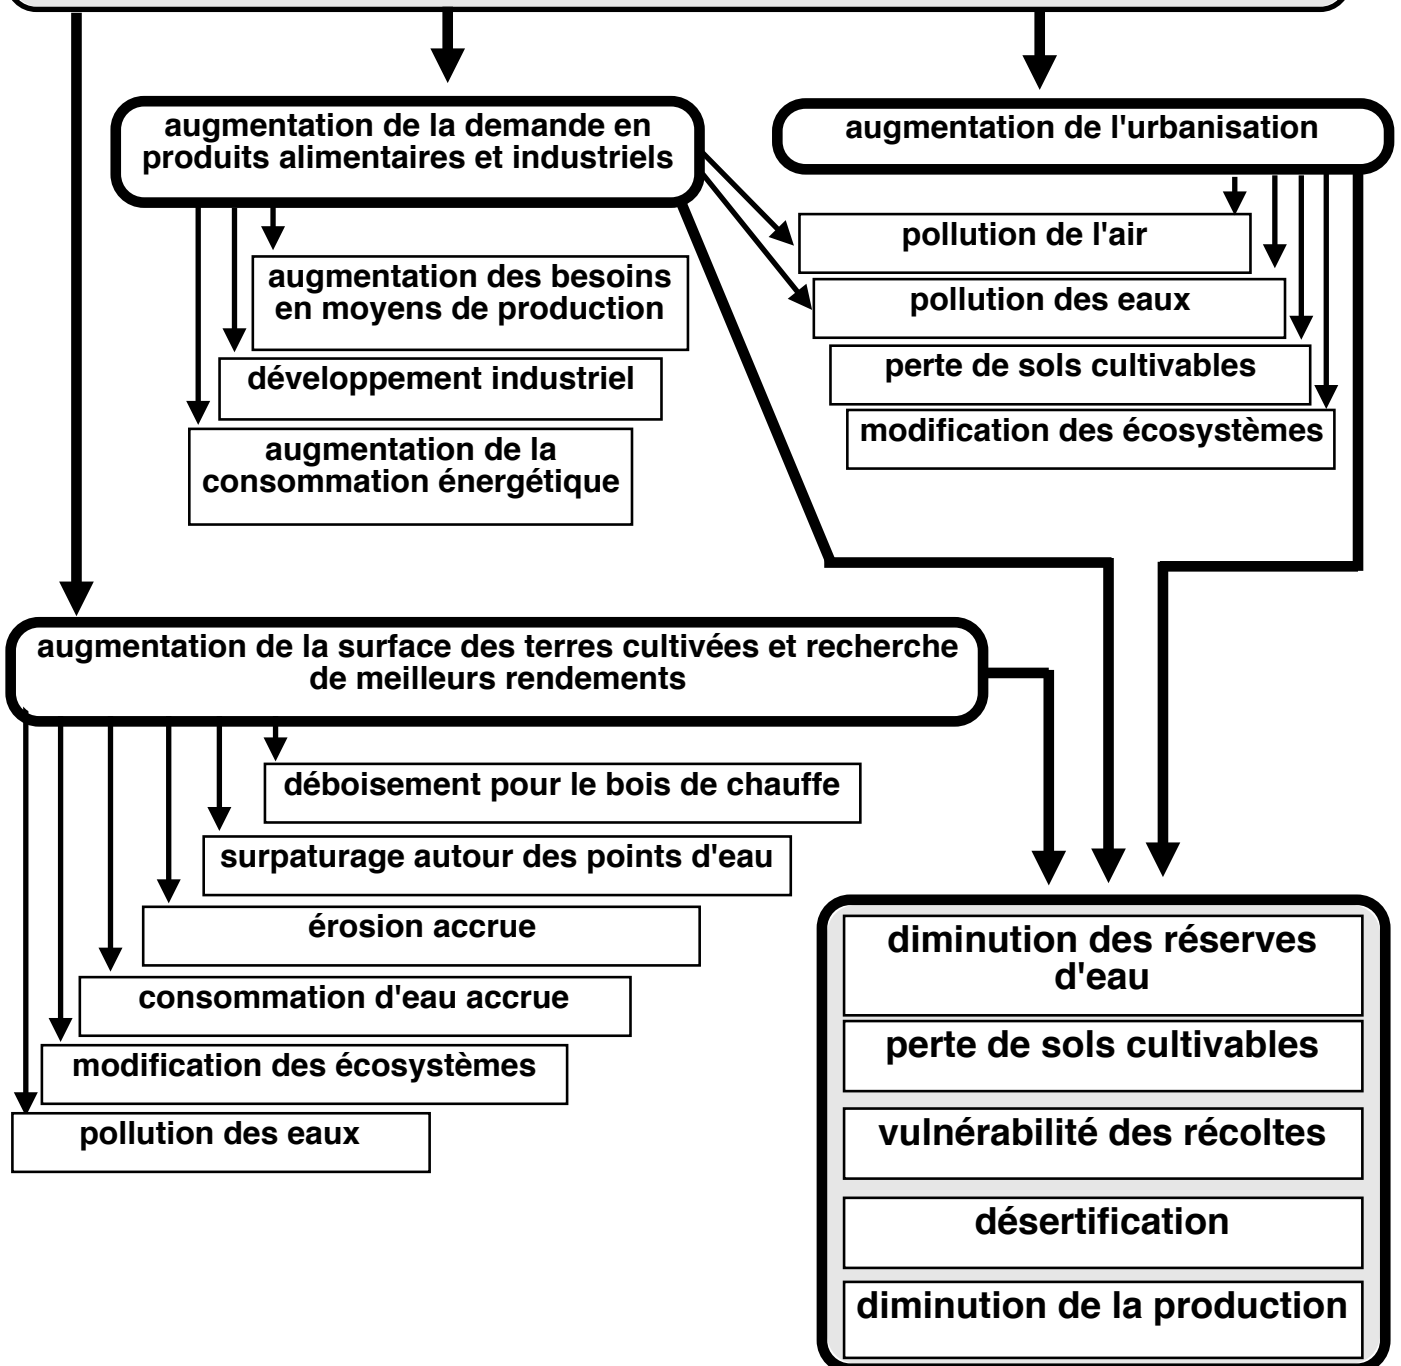 augmentation de la demande en
produits alimentaires et industriels
augmentation de l'urbanisation
pollution de l'air
augmentation des besoins
en moyens de production
pollution des eaux
développement industriel
perte de sols cultivables
augmentation de la
consommation énergétique
modification des écosystèmes
augmentation de la surface des terres cultivées et recherche
de meilleurs rendements
déboisement pour le bois de chauffe
surpaturage autour des points d'eau
érosion accrue
consommation d'eau accrue
modification des écosystèmes
pollution des eaux
diminution des réserves
d'eau
perte de sols cultivables
vulnérabilité des récoltes
désertification
diminution de la production